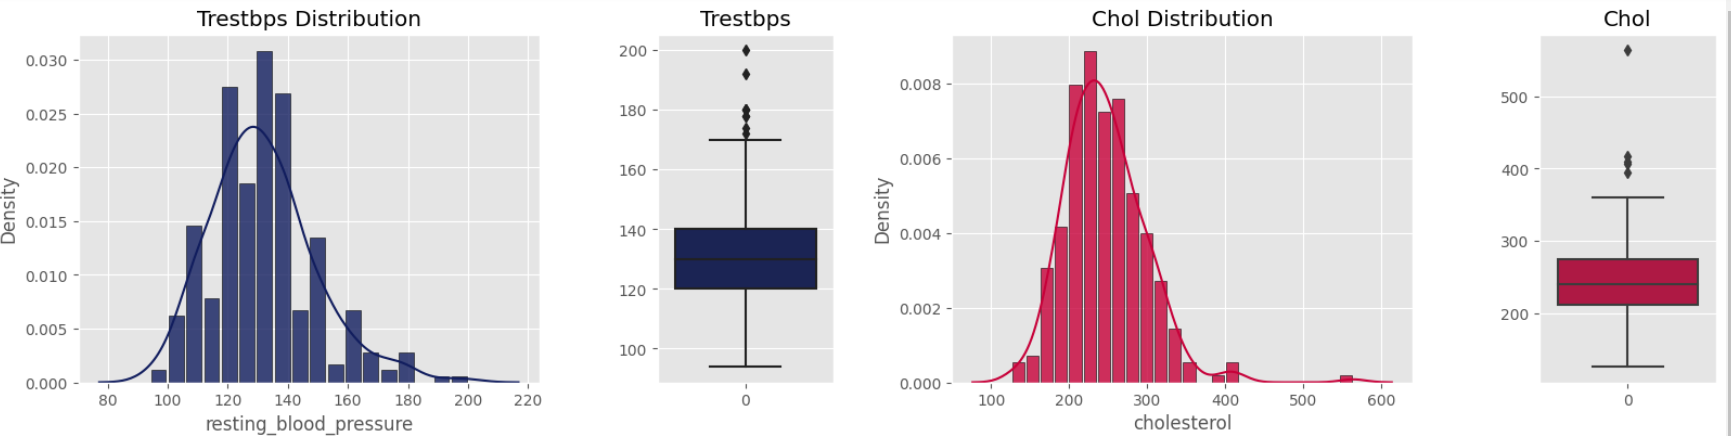 Trestbps Distribution
0.030
0.025
0.020
0.015
0.010
0.005
0.000
Density
80 100 120 140 160 180 200 220
resting_blood_pressure
Trestbps
200
180
160
140
120
100
0
Chol Distribution
0.008
0.006
0.004
0.002
0.000
Density
100 200 300 400 500 600
cholesterol
Chol
500
400
300
200
0